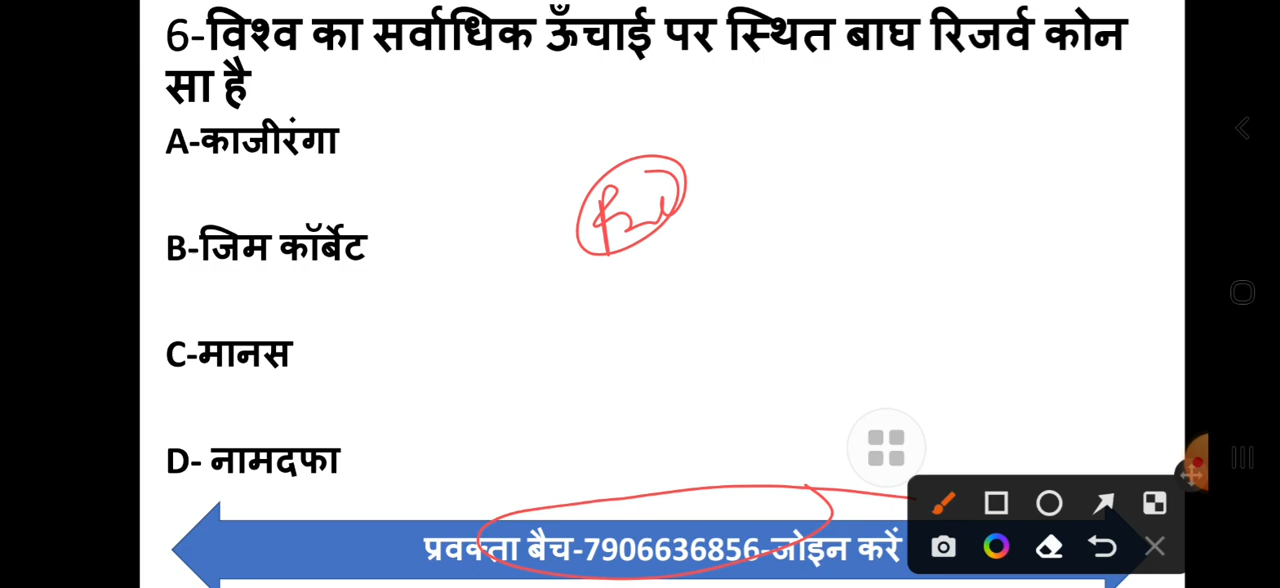 6-विश्व का सर्वाधिक ऊँचाई पर स्थित बाघ रिजर्व कोन
सा है
A-काजीरंगा
B-जिम कॉर्बेट
C-मानस
D- नामदफा
प्रवक्ता बैच-7906636856-जोइन करें